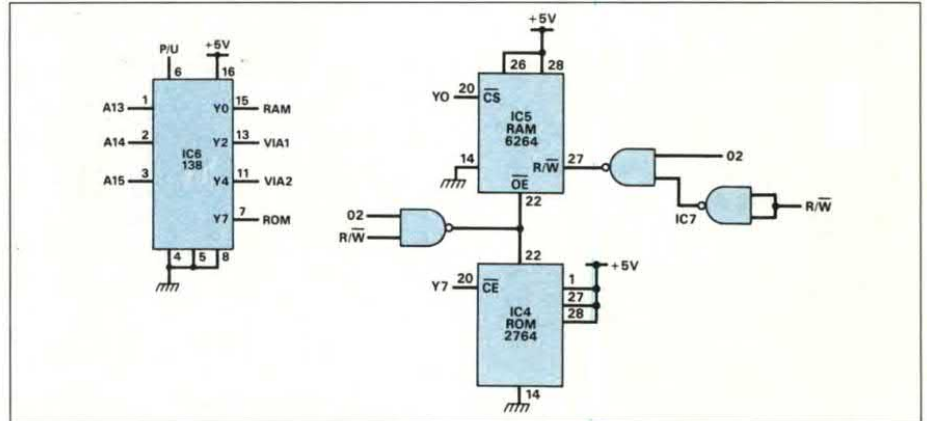 P/U
+5V
6
16
A13
1
Y0
15
RAM
A14
2
Y2
13
VIA1
IC6
138
A15
3
Y4
11
VIA2
Y7
7
ROM
4
5
8
+5V
26
28
Y0
20
CS
IC5
RAM
6264
14
R/W
27
02
OE
22
IC7
R/W
02
R/W
22
+5V
Y7
20
CE
1
27
28
IC4
ROM
2764
14